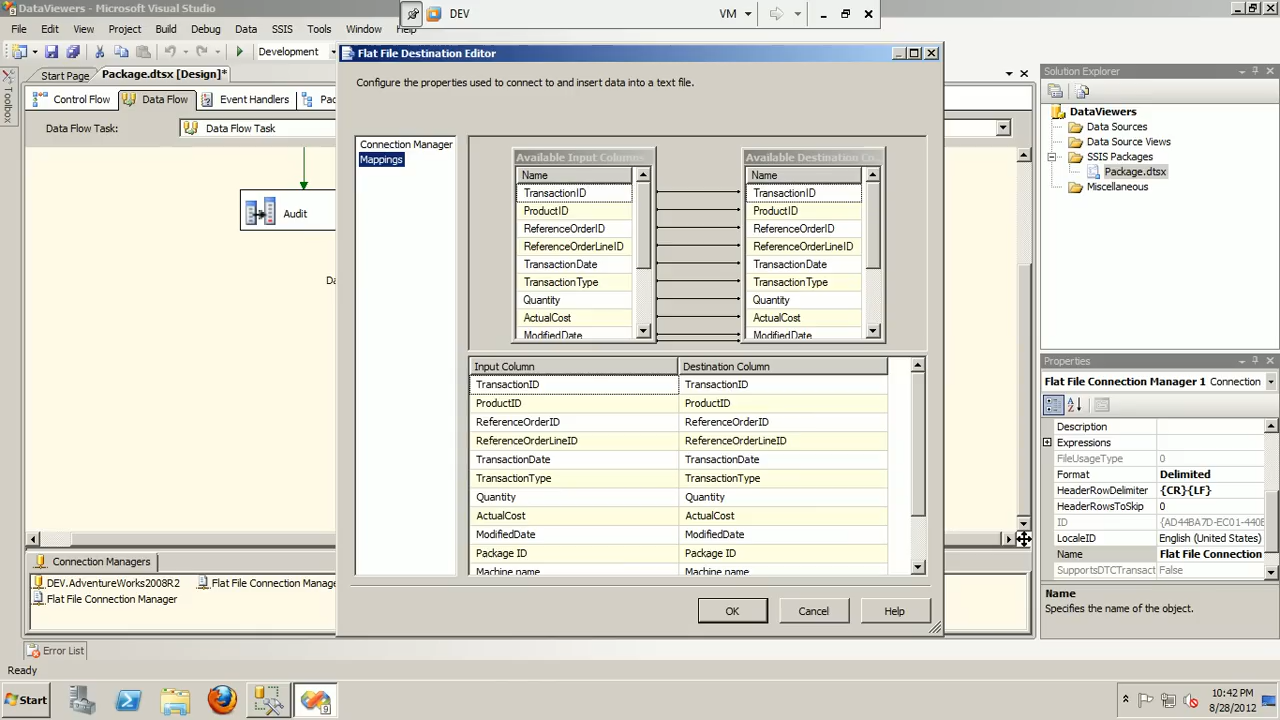 DataViewers - Microsoft Visual Studio
DEV
VM
File Edit View Project Build Debug Data SSIS Tools Window Help
Development
Start Page
Package.dtsx [Design]*
Toolbox
Control Flow
Data Flow
Event Handlers
Data Flow Task:
Data Flow Task
Audit
Flat File Destination Editor
Configure the properties used to connect to and insert data into a text file.
Connection Manager
Mappings
Available Input Columns
Name
TransactionID
ProductID
ReferenceOrderID
ReferenceOrderLineID
TransactionDate
TransactionType
Quantity
ActualCost
ModifiedDate
Available Destination Co...
Name
TransactionID
ProductID
ReferenceOrderID
ReferenceOrderLineID
TransactionDate
TransactionType
Quantity
ActualCost
ModifiedDate
Input Column Destination Column
TransactionID TransactionID
ProductID ProductID
ReferenceOrderID ReferenceOrderID
ReferenceOrderLineID ReferenceOrderLineID
TransactionDate TransactionDate
TransactionType TransactionType
Quantity Quantity
ActualCost ActualCost
ModifiedDate ModifiedDate
Package ID Package ID
Machine name Machine name
OK Cancel Help
Connection Managers
DEV.AdventureWorks2008R2
Flat File Connection Manage
Flat File Connection Manager
Error List
Ready
Solution Explorer
DataViewers
Data Sources
Data Source Views
SSIS Packages
Package.dtsx
Miscellaneous
Properties
Flat File Connection Manager 1 Connection
Description
Expressions
FileUsageType 0
Format Delimited
HeaderRowDelimiter {CR}{LF}
HeaderRowsToSkip 0
ID {AD44BA7D-EC01-440E
LocaleID English (United States)
Name Flat File Connection
SupportsDTCTransact False
Name
Specifies the name of the object.
Start
10:42 PM
8/28/2012